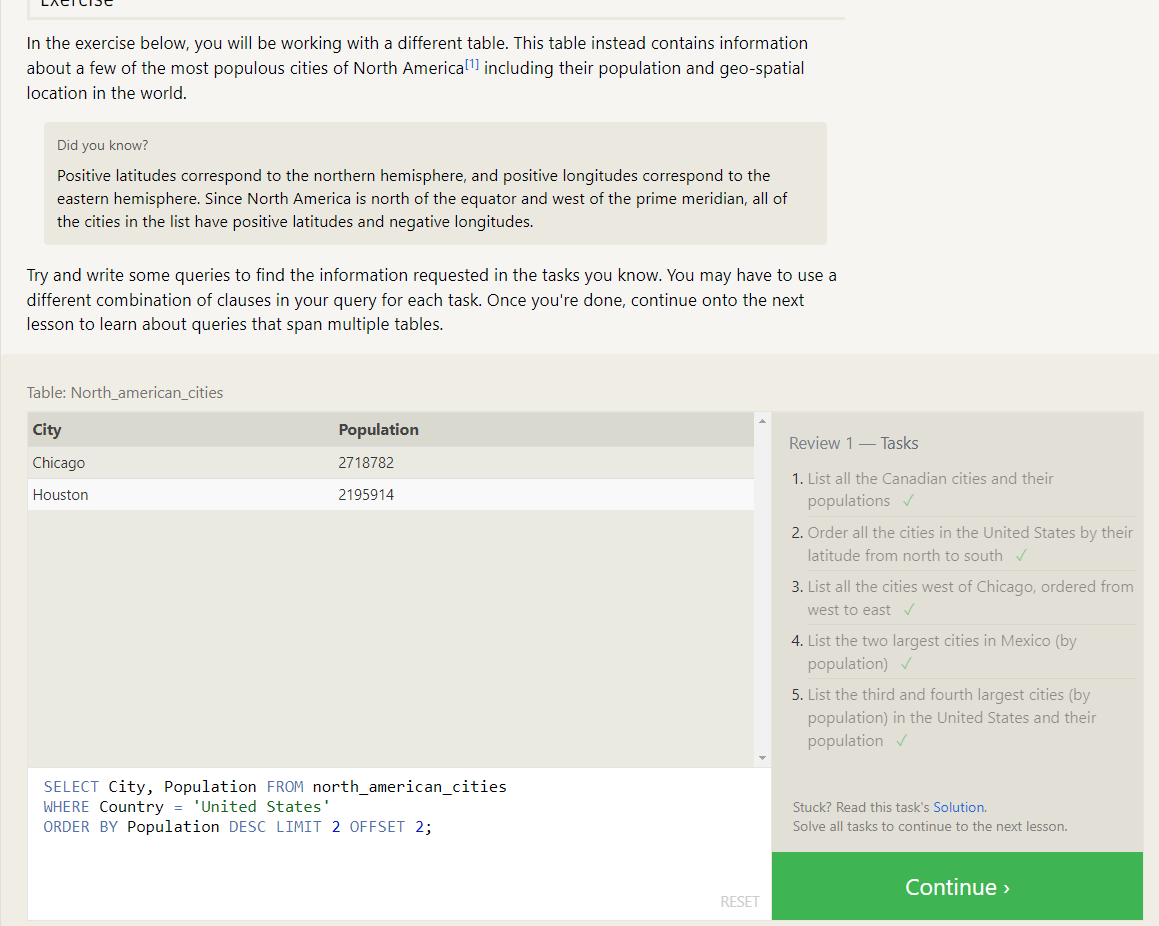 Exercise
In the exercise below, you will be working with a different table. This table instead contains information
about a few of the most populous cities of North America[1] including their population and geo-spatial
location in the world.
Did you know?
Positive latitudes correspond to the northern hemisphere, and positive longitudes correspond to the
eastern hemisphere. Since North America is north of the equator and west of the prime meridian, all of
the cities in the list have positive latitudes and negative longitudes.
Try and write some queries to find the information requested in the tasks you know. You may have to use a
different combination of clauses in your query for each task. Once you're done, continue onto the next
lesson to learn about queries that span multiple tables.
Table: North_american_cities
City Population
Chicago 2718782
Houston 2195914
SELECT City, Population FROM north_american_cities
WHERE Country = 'United States'
ORDER BY Population DESC LIMIT 2 OFFSET 2;
RESET
Review 1 — Tasks
1. List all the Canadian cities and their
populations ✓
2. Order all the cities in the United States by their
latitude from north to south ✓
3. List all the cities west of Chicago, ordered from
west to east ✓
4. List the two largest cities in Mexico (by
population) ✓
5. List the third and fourth largest cities (by
population) in the United States and their
population ✓
Stuck? Read this task's Solution.
Solve all tasks to continue to the next lesson.
Continue ›